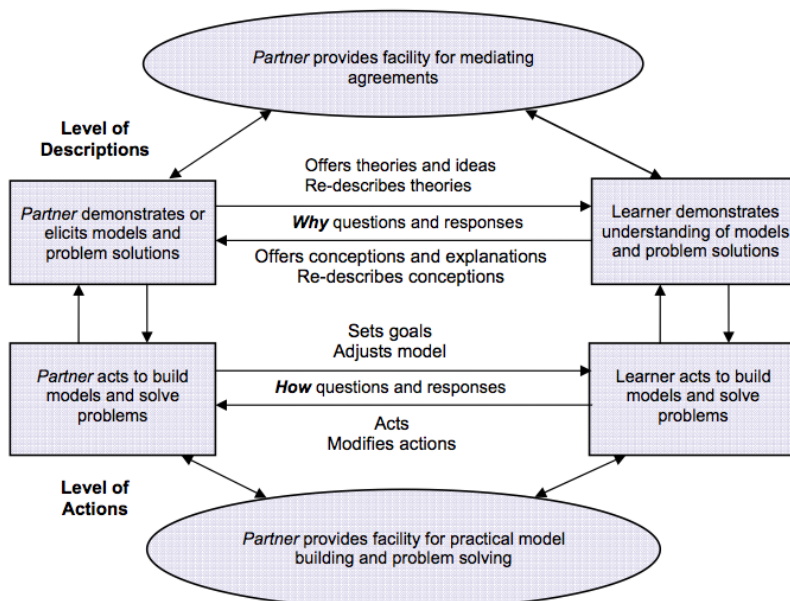 Partner provides facility for mediating
agreements
Level of
Descriptions
Offers theories and ideas
Re-describes theories
Partner demonstrates or
elicits models and
problem solutions
Why questions and responses
Learner demonstrates
understanding of models
and problem solutions
Offers conceptions and explanations
Re-describes conceptions
Sets goals
Adjusts model
Partner acts to build
models and solve
problems
How questions and responses
Learner acts to build
models and solve
problems
Acts
Modifies actions
Level of
Actions
Partner provides facility for practical model
building and problem solving